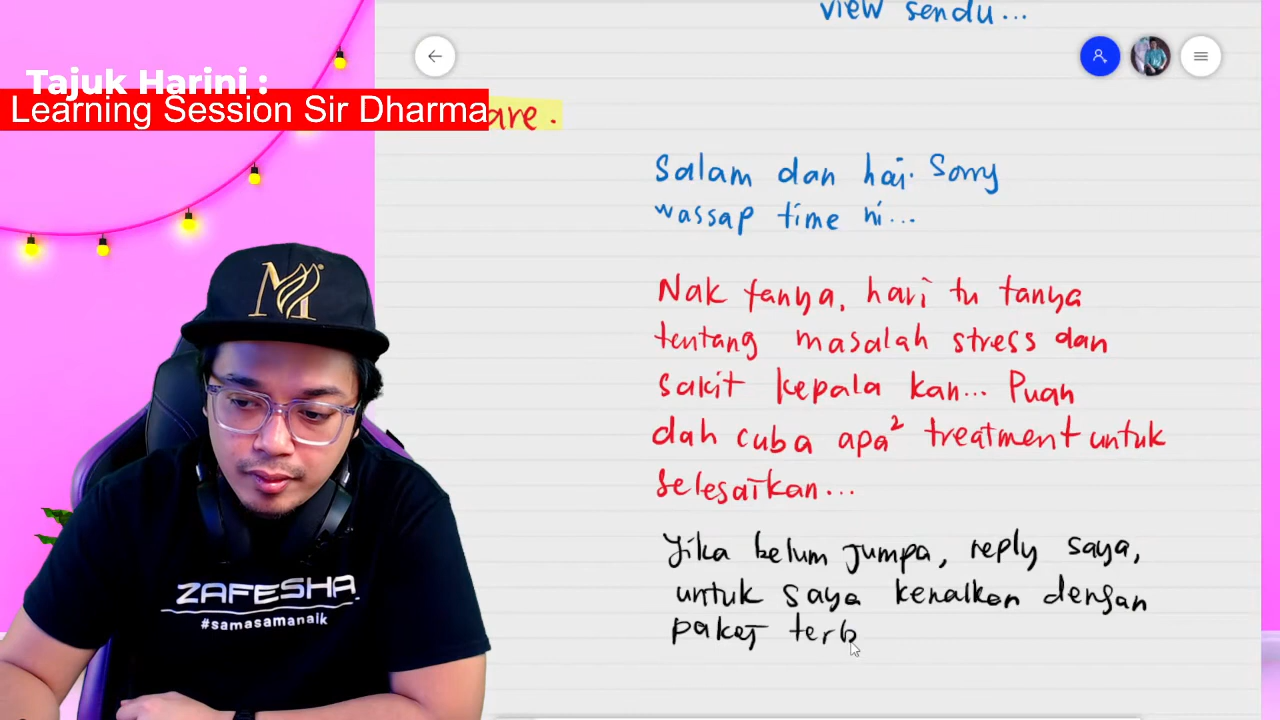 view sendu...
Tajuk Harini :
Learning Session Sir Dharma
are.
Salam dan hai. Sorry
wassap time ni...
Nak tanya, hari tu tanya
tentang masalah stress dan
sakit kepala kan... Puan
dah cuba apa² treatment untuk
selesaikan...
Jika belum jumpa, reply saya,
untuk saya kenalkan dengan
paket terb
ZAFESHA
#samasamanaik